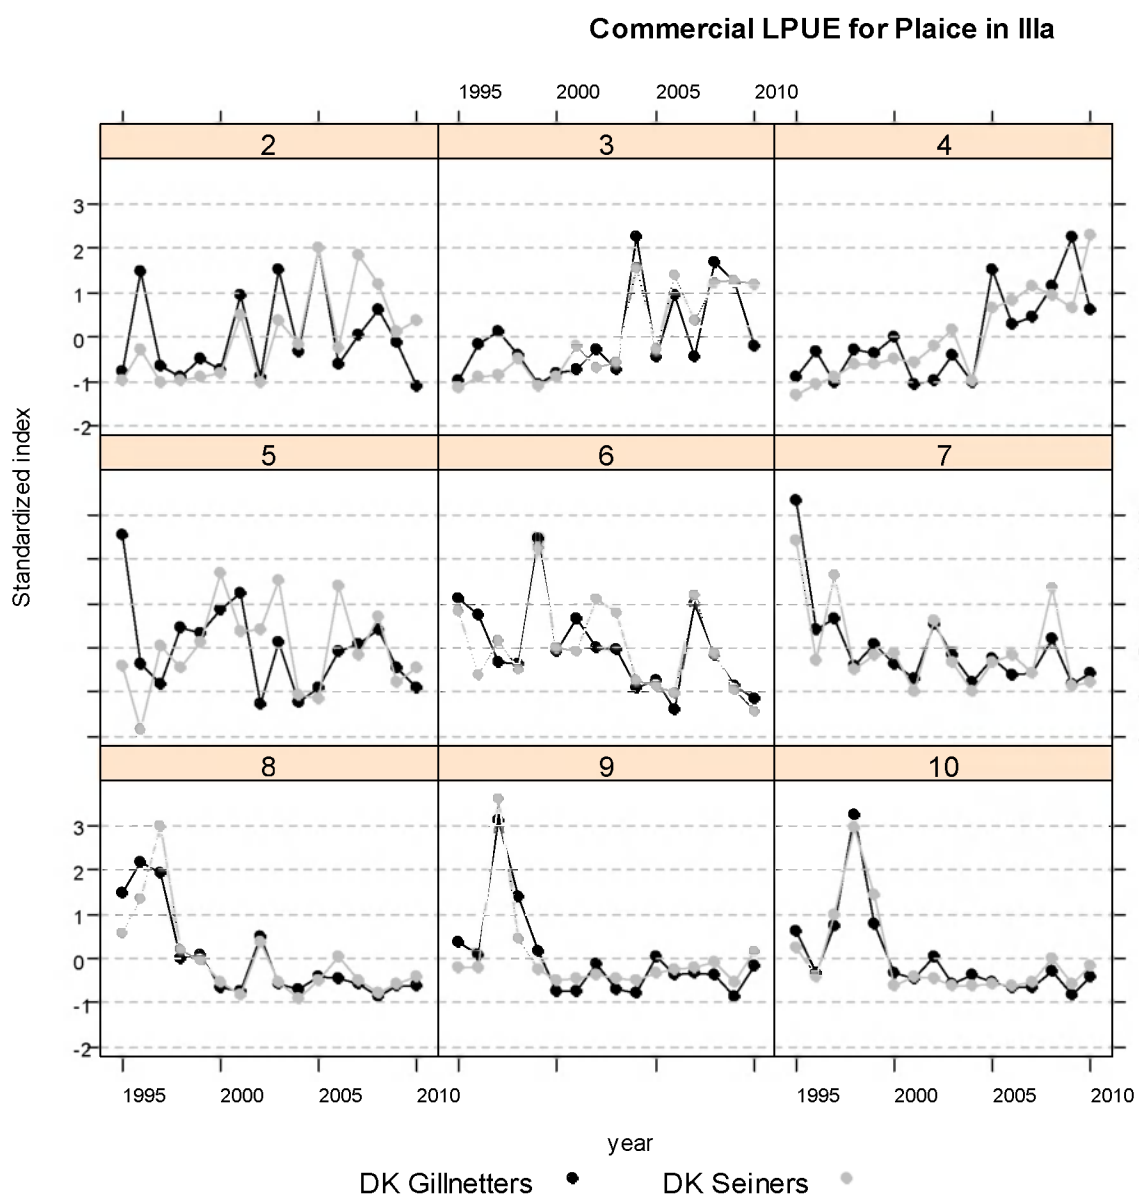 Commercial LPUE for Plaice in IIIa
1995 2000 2005 2010
2 3 4
3
2
1
0
-1
-2
Standardized index
5 6 7
8 9 10
3
2
1
0
-1
-2
1995 2000 2005 2010 1995 2000 2005 2010
year
DK Gillnetters DK Seiners